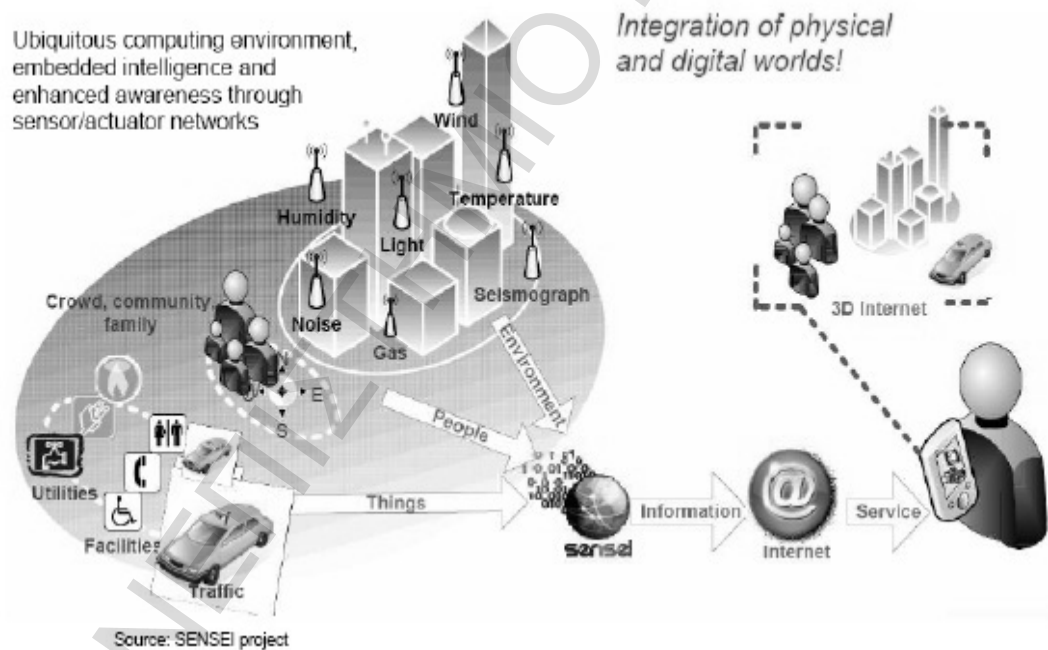 Ubiquitous computing environment,
embedded intelligence and
enhanced awareness through
sensor/actuator networks
Integration of physical
and digital worlds!
Wind
Temperature
Humidity
Light
Seismograph
Noise
Gas
Crowd, community,
family
E
S
Environment
People
Things
Utilities
Facilities
Traffic
sensei
Information
@
Internet
Service
3D Internet
Source: SENSEI project